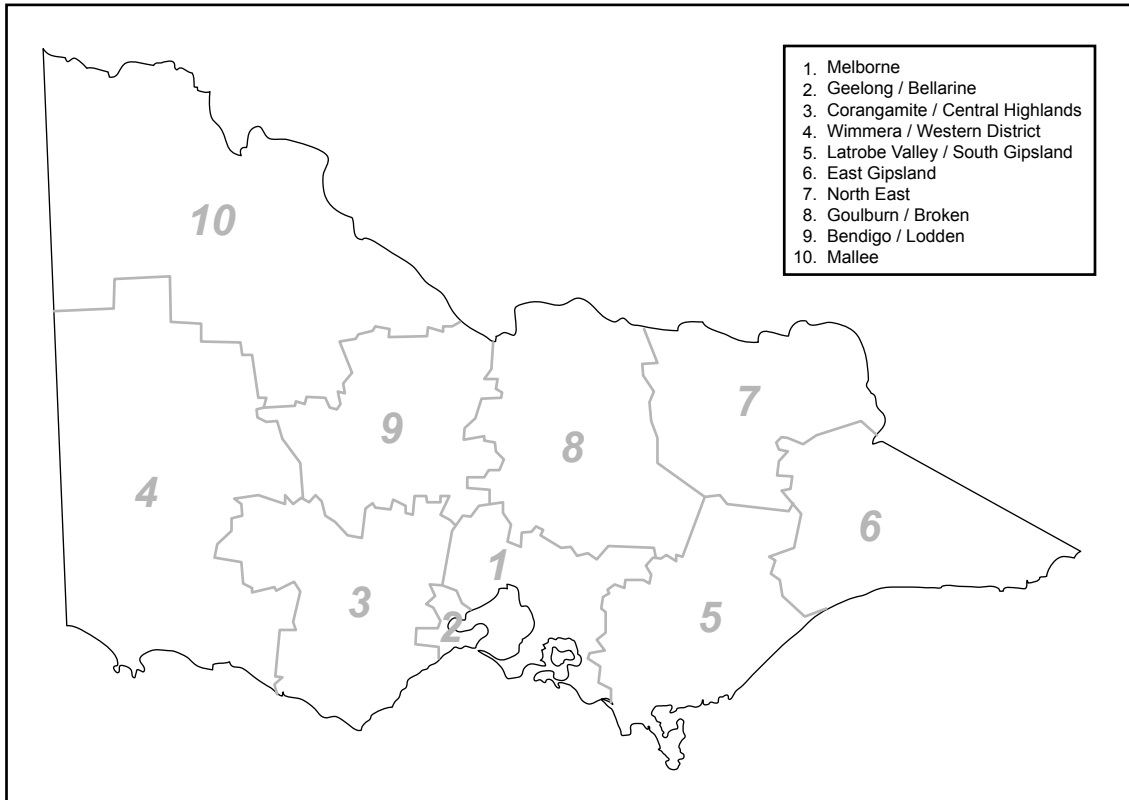 1. Melborne
2. Geelong / Bellarine
3. Corangamite / Central Highlands
4. Wimmera / Western District
5. Latrobe Valley / South Gipsland
6. East Gipsland
7. North East
8. Goulburn / Broken
9. Bendigo / Lodden
10. Mallee
10
7
9
8
4
6
1
3
5
2